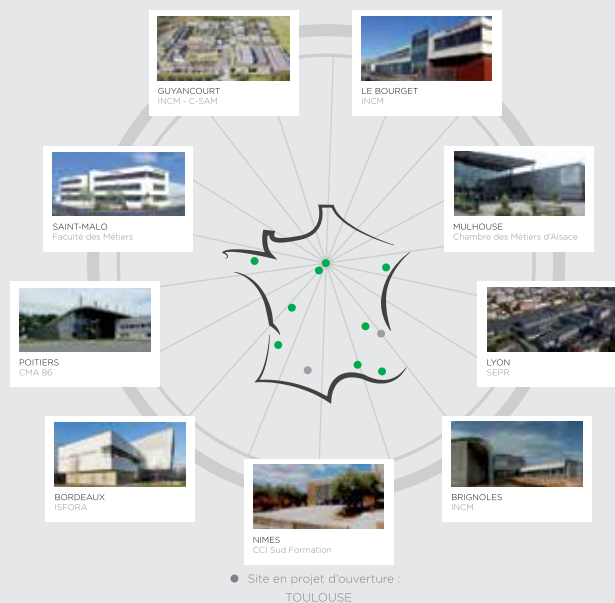 GUYANCOURT
INCM - C-SAM
LE BOURGET
INCM
SAINT-MALO
Faculté des Métiers
MULHOUSE
Chambre des Métiers d'Alsace
POITIERS
CMA 86
LYON
SEPR
BORDEAUX
ISFORA
NIMES
CCI Sud Formation
BRIGNOLES
INCM
Site en projet d'ouverture :
TOULOUSE